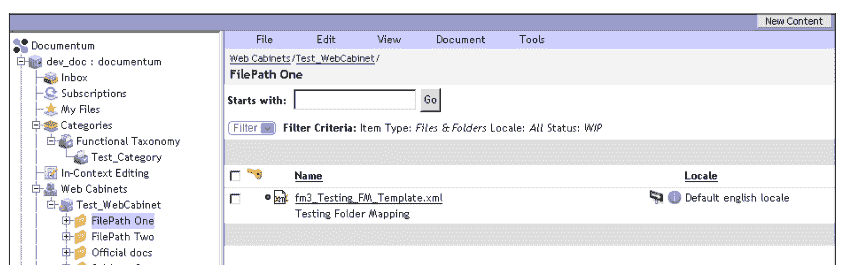 New Content
Documentum
dev_doc : documentum
Inbox
Subscriptions
My Files
Categories
Functional Taxonomy
Test_Category
In-Context Editing
Web Cabinets
Test_WebCabinet
FilePath One
FilePath Two
Official docs
File Edit View Document Tools
Web Cabinets/Test_WebCabinet/
FilePath One
Starts with: Go
Filter Filter Criteria: Item Type: Files & Folders Locale: All Status: WIP
Name Locale
fm3_Testing_FM_Template.xml Default english locale
Testing Folder Mapping